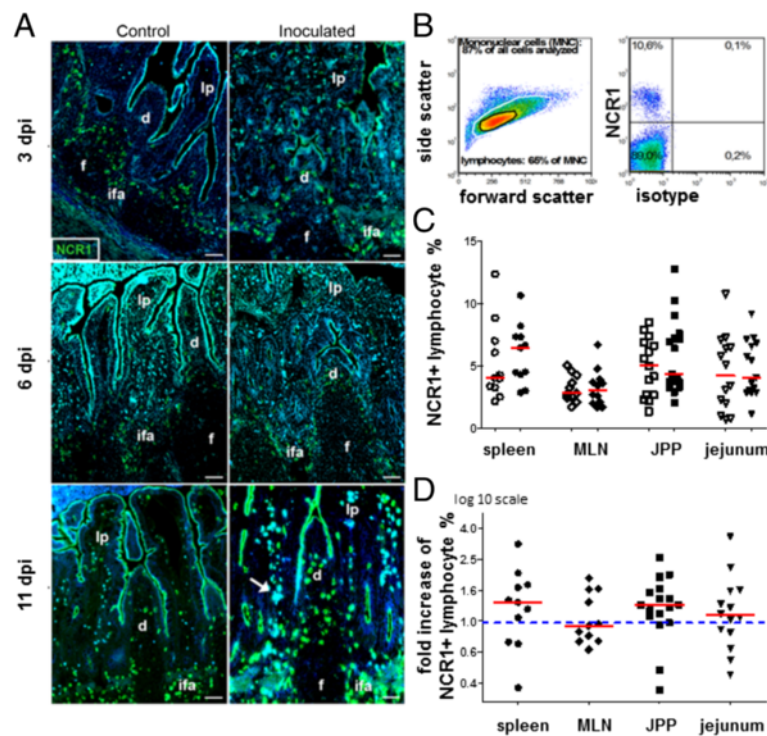 A
Control
Inoculated
3 dpi
lp
d
f
ifa
NCR1
lp
d
f
ifa
6 dpi
lp
d
ifa
f
lp
d
ifa
f
11 dpi
lp
d
ifa
lp
d
f
ifa
B
side scatter
Mononuclear cells (MNC):
87% of all cells analyzed
lymphocytes: 65% of MNC
256 512 768
forward scatter
NCR1
10,6% 0,1%
89,0% 0,2%
isotype
C
NCR1+ lymphocyte %
15
10
5
0
spleen MLN JPP jejunum
D
log 10 scale
fold increase of
NCR1+ lymphocyte %
4.0
1.6
1.0
0.6
0.4
spleen MLN JPP jejunum